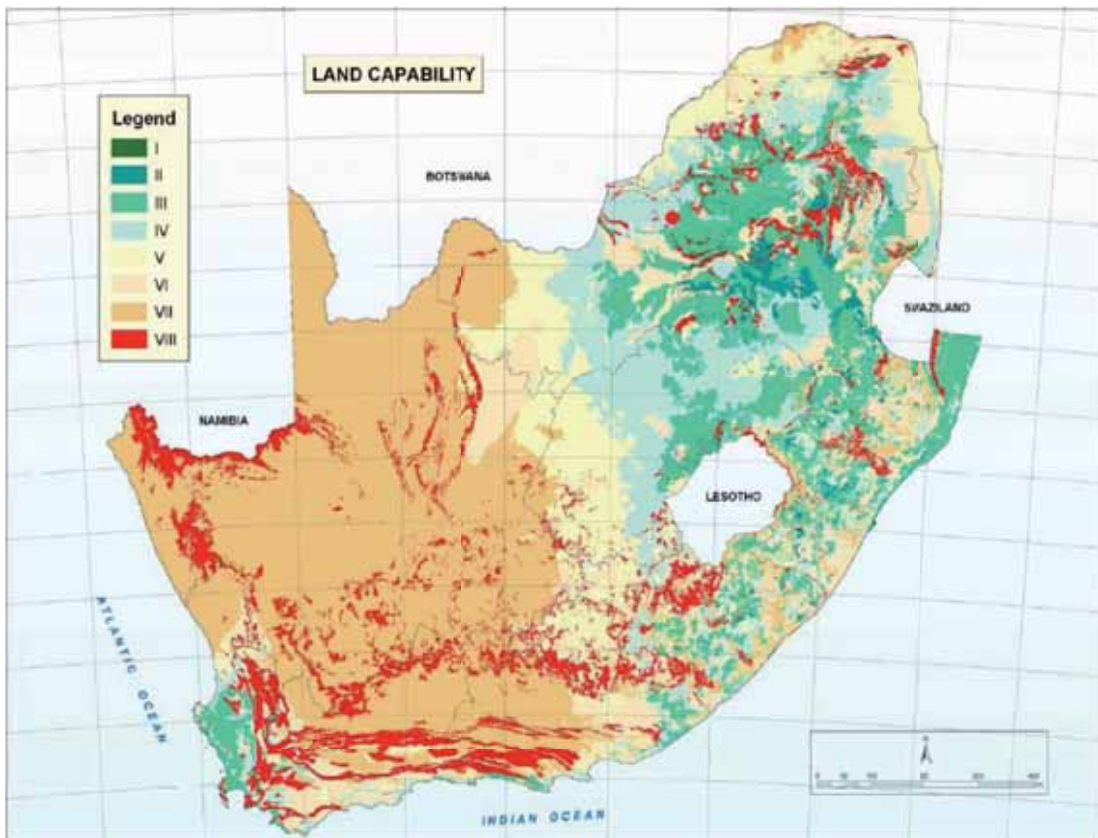 LAND CAPABILITY
Legend
I
II
III
IV
V
VI
VII
VIII
BOTSWANA
SWAZILAND
NAMIBIA
LESOTHO
ATLANTIC OCEAN
INDIAN OCEAN